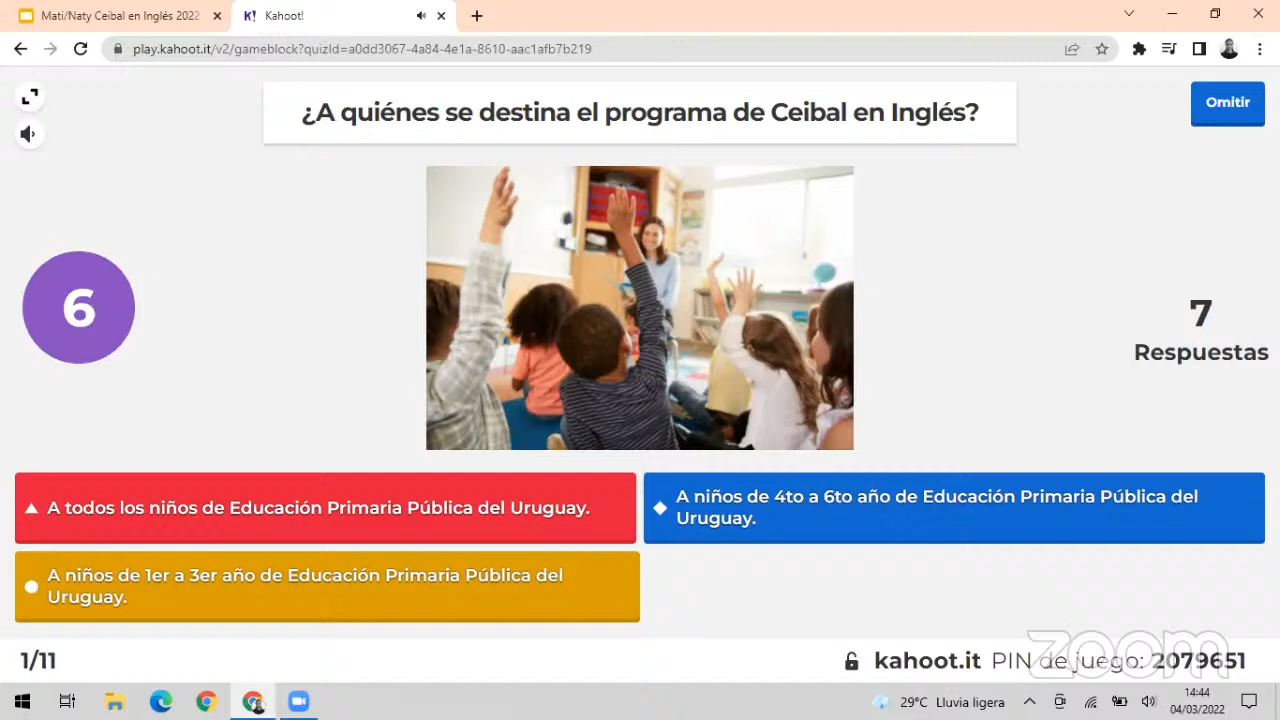 Mati/Naty Ceibal en Inglés 2022
Kahoot!
play.kahoot.it/v2/gameblock?quizId=a0dd3067-4a84-4e1a-8610-aac1afb7b219
¿A quiénes se destina el programa de Ceibal en Inglés?
Omitir
6
7
Respuestas
A todos los niños de Educación Primaria Pública del Uruguay.
A niños de 4to a 6to año de Educación Primaria Pública del
Uruguay.
A niños de 1er a 3er año de Educación Primaria Pública del
Uruguay.
1/11
kahoot.it PIN de juego: 2079651
zoom
29°C Lluvia ligera
14:44
04/03/2022